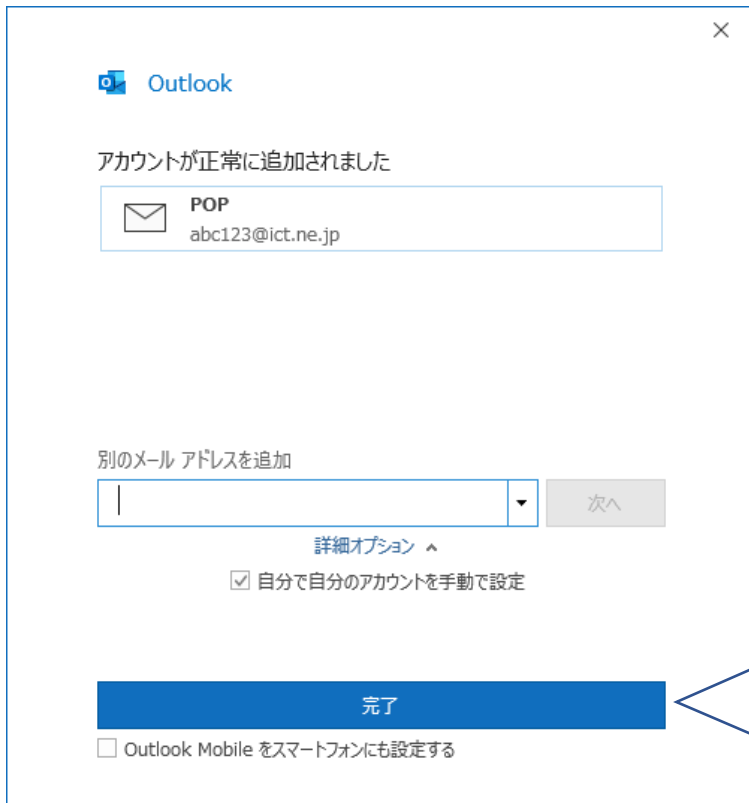 Outlook
アカウントが正常に追加されました
POP
abc123@ict.ne.jp
別のメール アドレスを追加
次へ
詳細オプション
自分で自分のアカウントを手動で設定
完了
Outlook Mobile をスマートフォンにも設定する